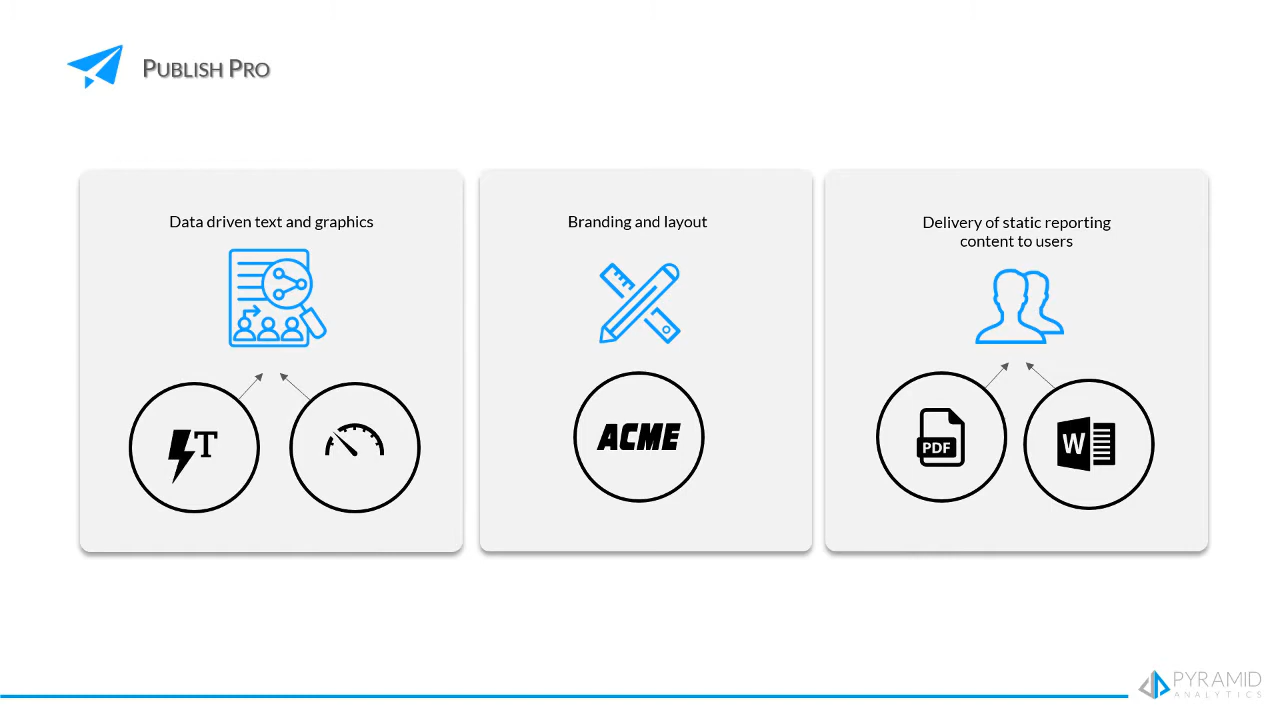 Publish Pro
Data driven text and graphics
T
Branding and layout
ACME
Delivery of static reporting
content to users
PDF
W
PYRAMID
ANALYTICS